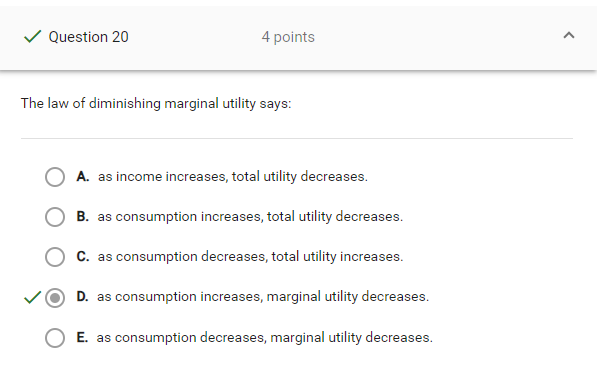 Question 20 4 points
The law of diminishing marginal utility says:
A. as income increases, total utility decreases.
B. as consumption increases, total utility decreases.
C. as consumption decreases, total utility increases.
D. as consumption increases, marginal utility decreases.
E. as consumption decreases, marginal utility decreases.